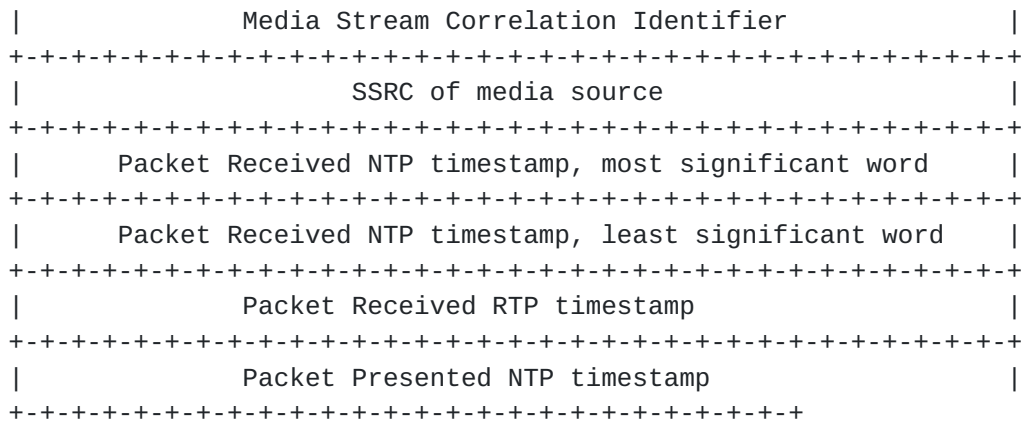 |               Media Stream Correlation Identifier              |
+-+-+-+-+-+-+-+-+-+-+-+-+-+-+-+-+-+-+-+-+-+-+-+-+-+-+-+-+-+-+-+-+
|                      SSRC of media source                      |
+-+-+-+-+-+-+-+-+-+-+-+-+-+-+-+-+-+-+-+-+-+-+-+-+-+-+-+-+-+-+-+-+
|       Packet Received NTP timestamp, most significant word     |
+-+-+-+-+-+-+-+-+-+-+-+-+-+-+-+-+-+-+-+-+-+-+-+-+-+-+-+-+-+-+-+-+
|       Packet Received NTP timestamp, least significant word    |
+-+-+-+-+-+-+-+-+-+-+-+-+-+-+-+-+-+-+-+-+-+-+-+-+-+-+-+-+-+-+-+-+
|               Packet Received RTP timestamp                    |
+-+-+-+-+-+-+-+-+-+-+-+-+-+-+-+-+-+-+-+-+-+-+-+-+-+-+-+-+-+-+-+-+
|               Packet Presented NTP timestamp                   |
+-+-+-+-+-+-+-+-+-+-+-+-+-+-+-+-+-+-+-+-+-+-+-+-+-+